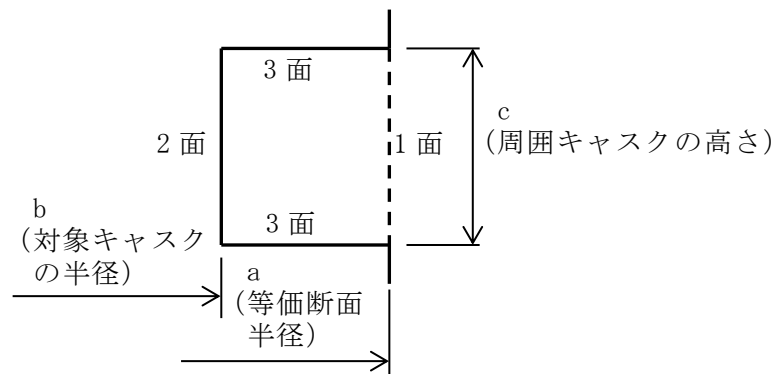 3 面
2 面
1 面
c
(周囲キャスクの高さ)
3 面
b
(対象キャスク
の半径)
a
(等価断面
半径)